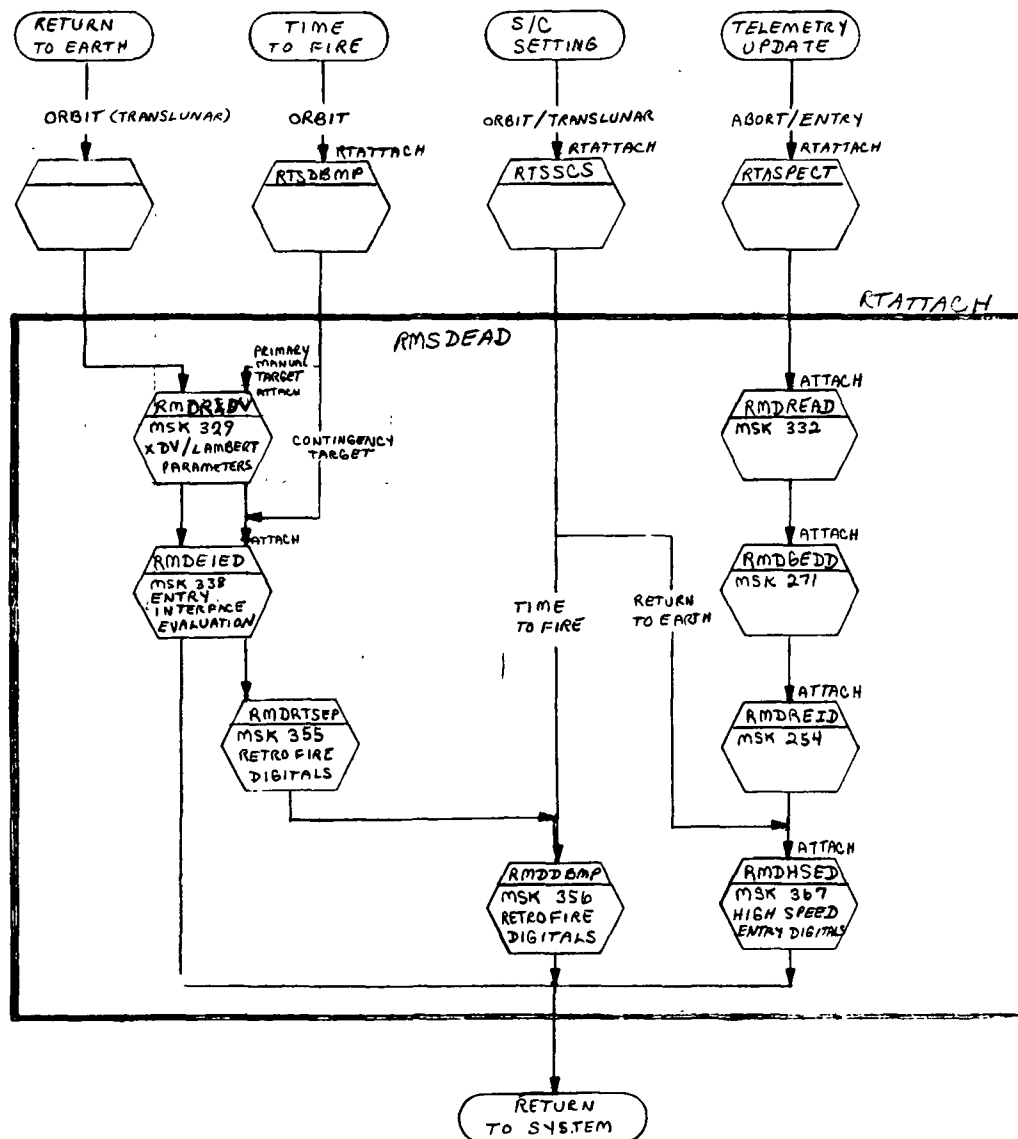 RETURN
TO EARTH
TIME
TO FIRE
S/C
SETTING
TELEMETRY
UPDATE
ORBIT (TRANSLUNAR)
ORBIT
ORBIT/TRANSLUNAR
ABORT/ENTRY
RTATTACH
RTATTACH
RTATTACH
RTSDBMP
RTSSCS
RTASPECT
RTATTACH
RMSDEAD
PRIMARY
MANUAL
TARGET
ATTACH
RMDRXDV
MSK 329
XDV/LAMBERT
PARAMETERS
CONTINGENCY
TARGET
ATTACH
RMDREAD
MSK 332
ATTACH
RMDEIED
MSK 338
ENTRY
INTERFACE
EVALUATION
TIME
TO FIRE
RETURN
TO EARTH
ATTACH
RMDGEDD
MSK 271
RMDRTSEP
MSK 355
RETRO FIRE
DIGITALS
ATTACH
RMDREID
MSK 254
RMDDBMP
MSK 356
RETROFIRE
DIGITALS
ATTACH
RMDHSED
MSK 367
HIGH SPEED
ENTRY DIGITALS
RETURN
TO SYSTEM